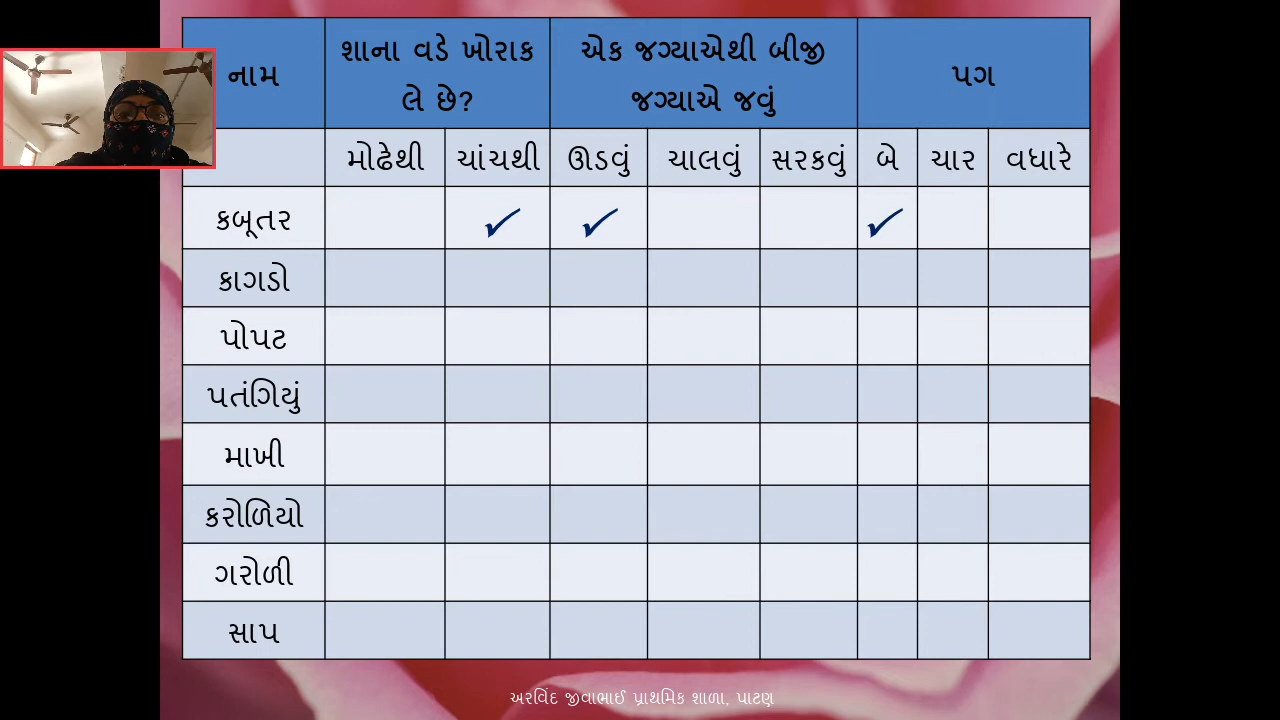 નામ શાના વડે ખોરાક લે છે? એક જગ્યાએથી બીજી જગ્યાએ જવું પગ
મોઢેથી ચાંચથી ઊડવું ચાલવું સરકવું બે ચાર વધારે
કબૂતર ✓ ✓ ✓
કાગડો
પોપટ
પતંગિયું
માખી
કરોળિયો
ગરોળી
સાપ
અરવિંદ જીવાભાઈ પ્રાથમિક શાળા, પાટણ